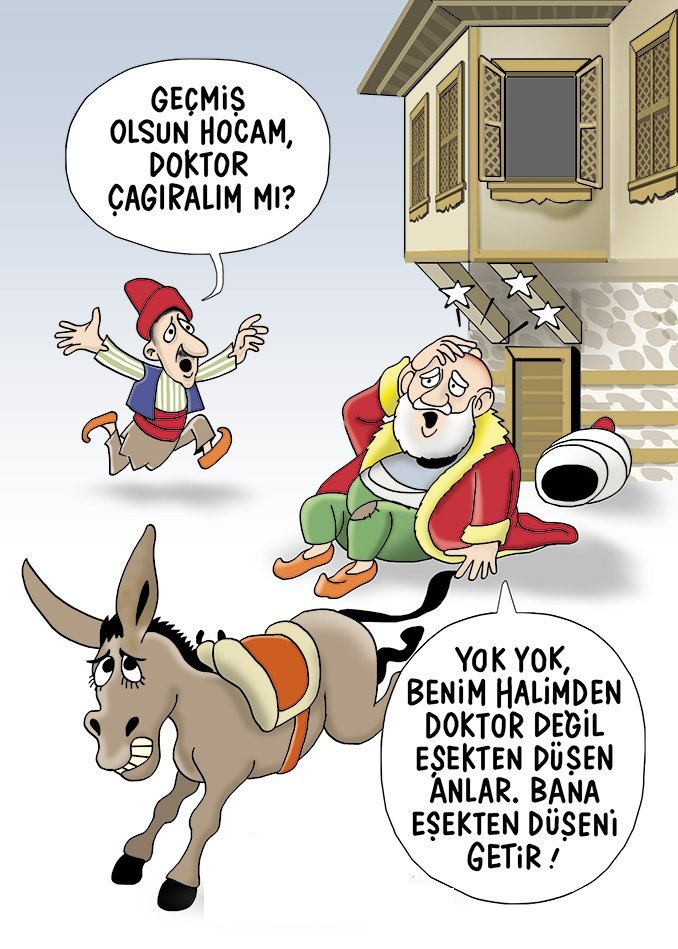 GEÇMİŞ
OLSUN HOCAM,
DOKTOR
ÇAGIRALIM MI?
YOK YOK,
BENİM HALİMDEN
DOKTOR DEĞİL
EŞEKTEN DÜŞEN
ANLAR. BANA
EŞEKTEN DÜŞENİ
GETİR!